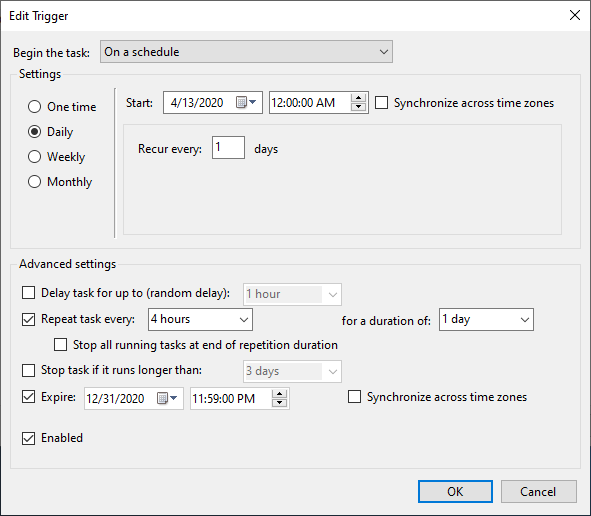 Edit Trigger
Begin the task: On a schedule
Settings
One time
Daily
Weekly
Monthly
Start: 4/13/2020 12:00:00 AM Synchronize across time zones
Recur every: 1 days
Advanced settings
Delay task for up to (random delay): 1 hour
Repeat task every: 4 hours for a duration of: 1 day
Stop all running tasks at end of repetition duration
Stop task if it runs longer than: 3 days
Expire: 12/31/2020 11:59:00 PM Synchronize across time zones
Enabled
OK Cancel